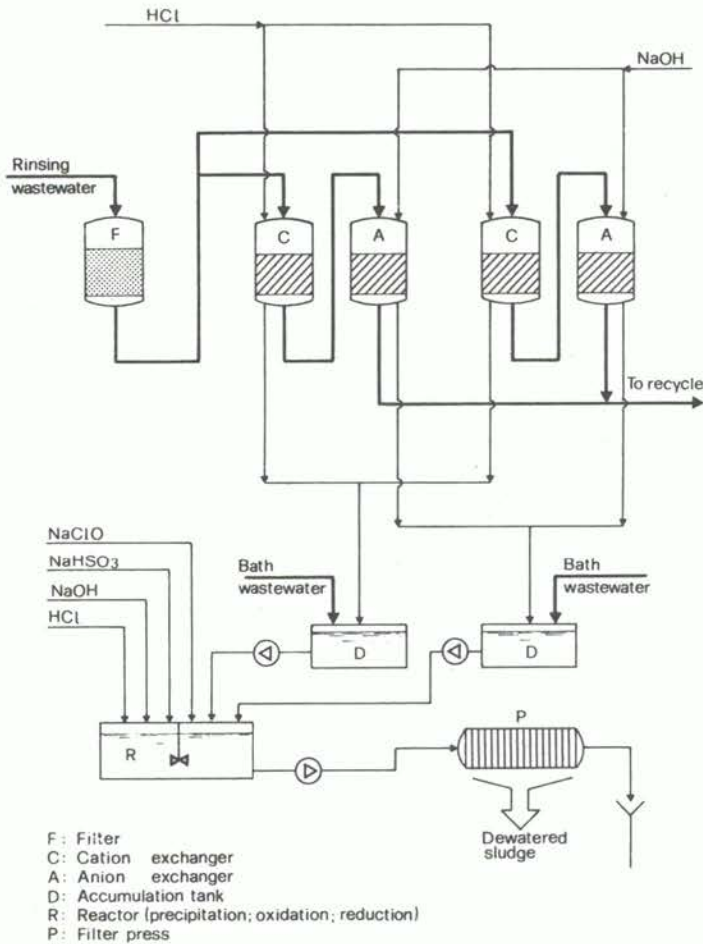 HCl
NaOH
Rinsing
wastewater
F
C
A
C
A
To recycle
NaClO
NaHSO3
NaOH
HCl
Bath
wastewater
Bath
wastewater
D
D
P
R
Dewatered
sludge
F: Filter
C: Cation exchanger
A: Anion exchanger
D: Accumulation tank
R: Reactor (precipitation; oxidation; reduction)
P: Filter press